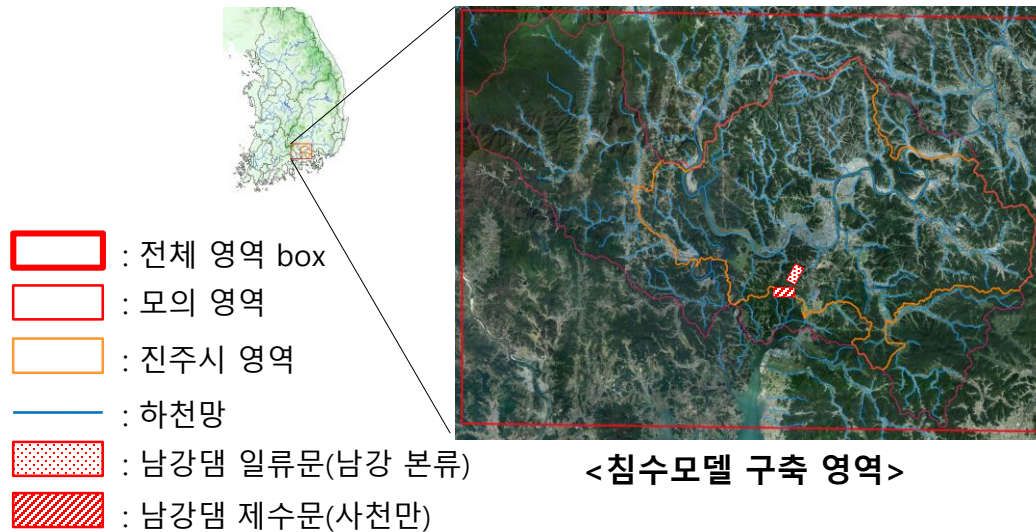 : 전체 영역 box
: 모의 영역
: 진주시 영역
: 하천망
: 남강댐 일류문(남강 본류)
: 남강댐 제수문(사천만)
<침수모델 구축 영역>